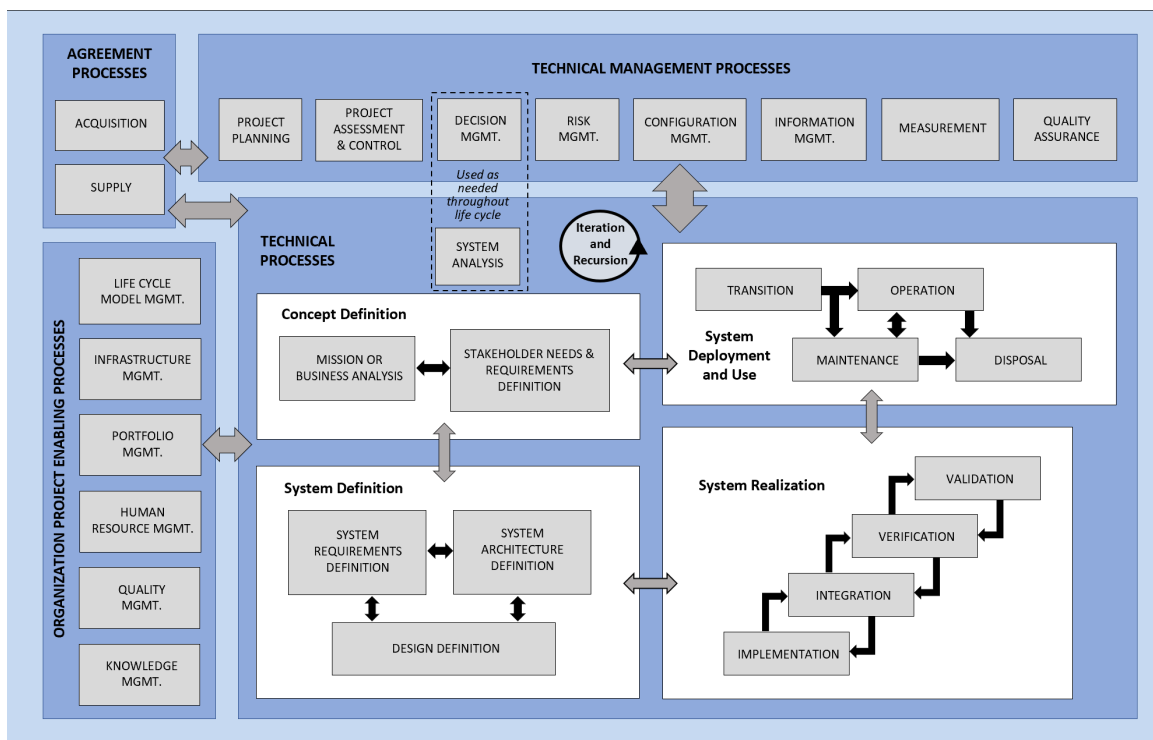 AGREEMENT
PROCESSES
ACQUISITION
SUPPLY
TECHNICAL MANAGEMENT PROCESSES
PROJECT
PLANNING
PROJECT
ASSESSMENT
& CONTROL
DECISION
MGMT.
RISK
MGMT.
CONFIGURATION
MGMT.
INFORMATION
MGMT.
MEASUREMENT
QUALITY
ASSURANCE
Used as
needed
throughout
life cycle
SYSTEM
ANALYSIS
Iteration
and
Recursion
TECHNICAL
PROCESSES
ORGANIZATION PROJECT ENABLING PROCESSES
LIFE CYCLE
MODEL MGMT.
INFRASTRUCTURE
MGMT.
PORTFOLIO
MGMT.
HUMAN
RESOURCE MGMT.
QUALITY
MGMT.
KNOWLEDGE
MGMT.
Concept Definition
MISSION OR
BUSINESS ANALYSIS
STAKEHOLDER NEEDS &
REQUIREMENTS
DEFINITION
TRANSITION
OPERATION
System
Deployment
and Use
MAINTENANCE
DISPOSAL
System Definition
SYSTEM
REQUIREMENTS
DEFINITION
SYSTEM
ARCHITECTURE
DEFINITION
DESIGN DEFINITION
System Realization
VALIDATION
VERIFICATION
INTEGRATION
IMPLEMENTATION